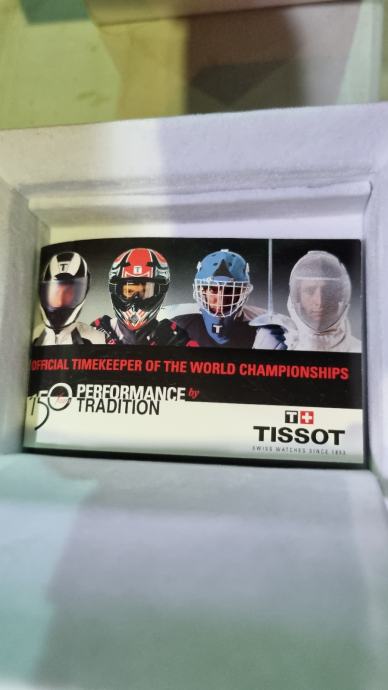 OFFICIAL TIMEKEEPER OF THE WORLD CHAMPIONSHIPS
150 PERFORMANCE by
TRADITION
T+
TISSOT
SWISS WATCHES SINCE 1853